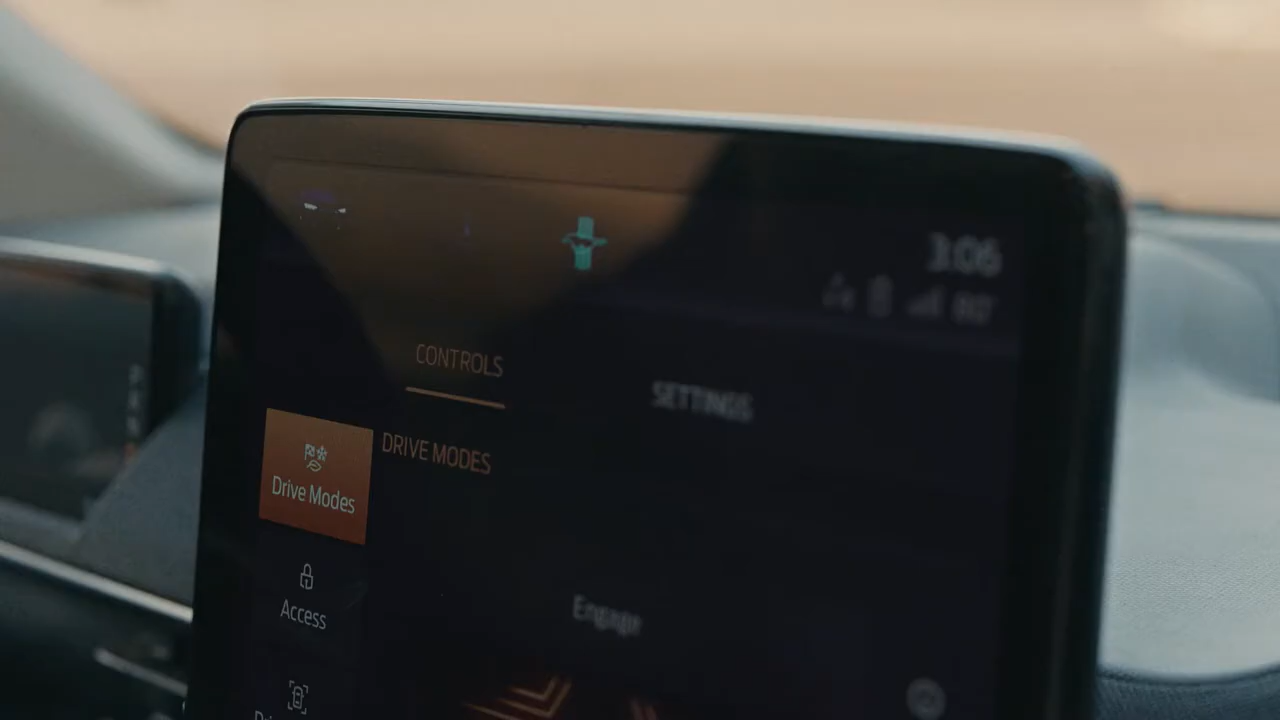 3:06
CONTROLS
SETTINGS
DRIVE MODES
Drive Modes
Access
Engage